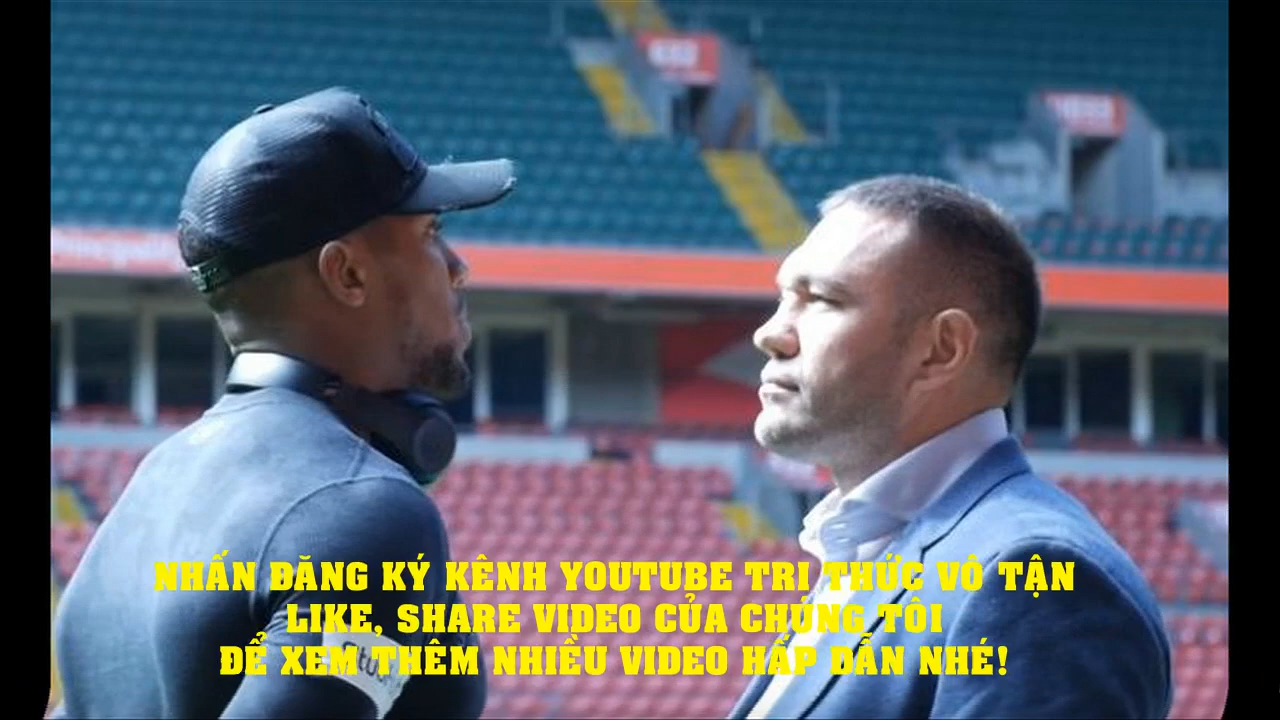 NHẤN ĐĂNG KÝ KÊNH YOUTUBE TRI THỨC VÔ TẬN
LIKE, SHARE VIDEO CỦA CHÚNG TÔI
ĐỂ XEM THÊM NHIỀU VIDEO HẤP DẪN NHÉ!